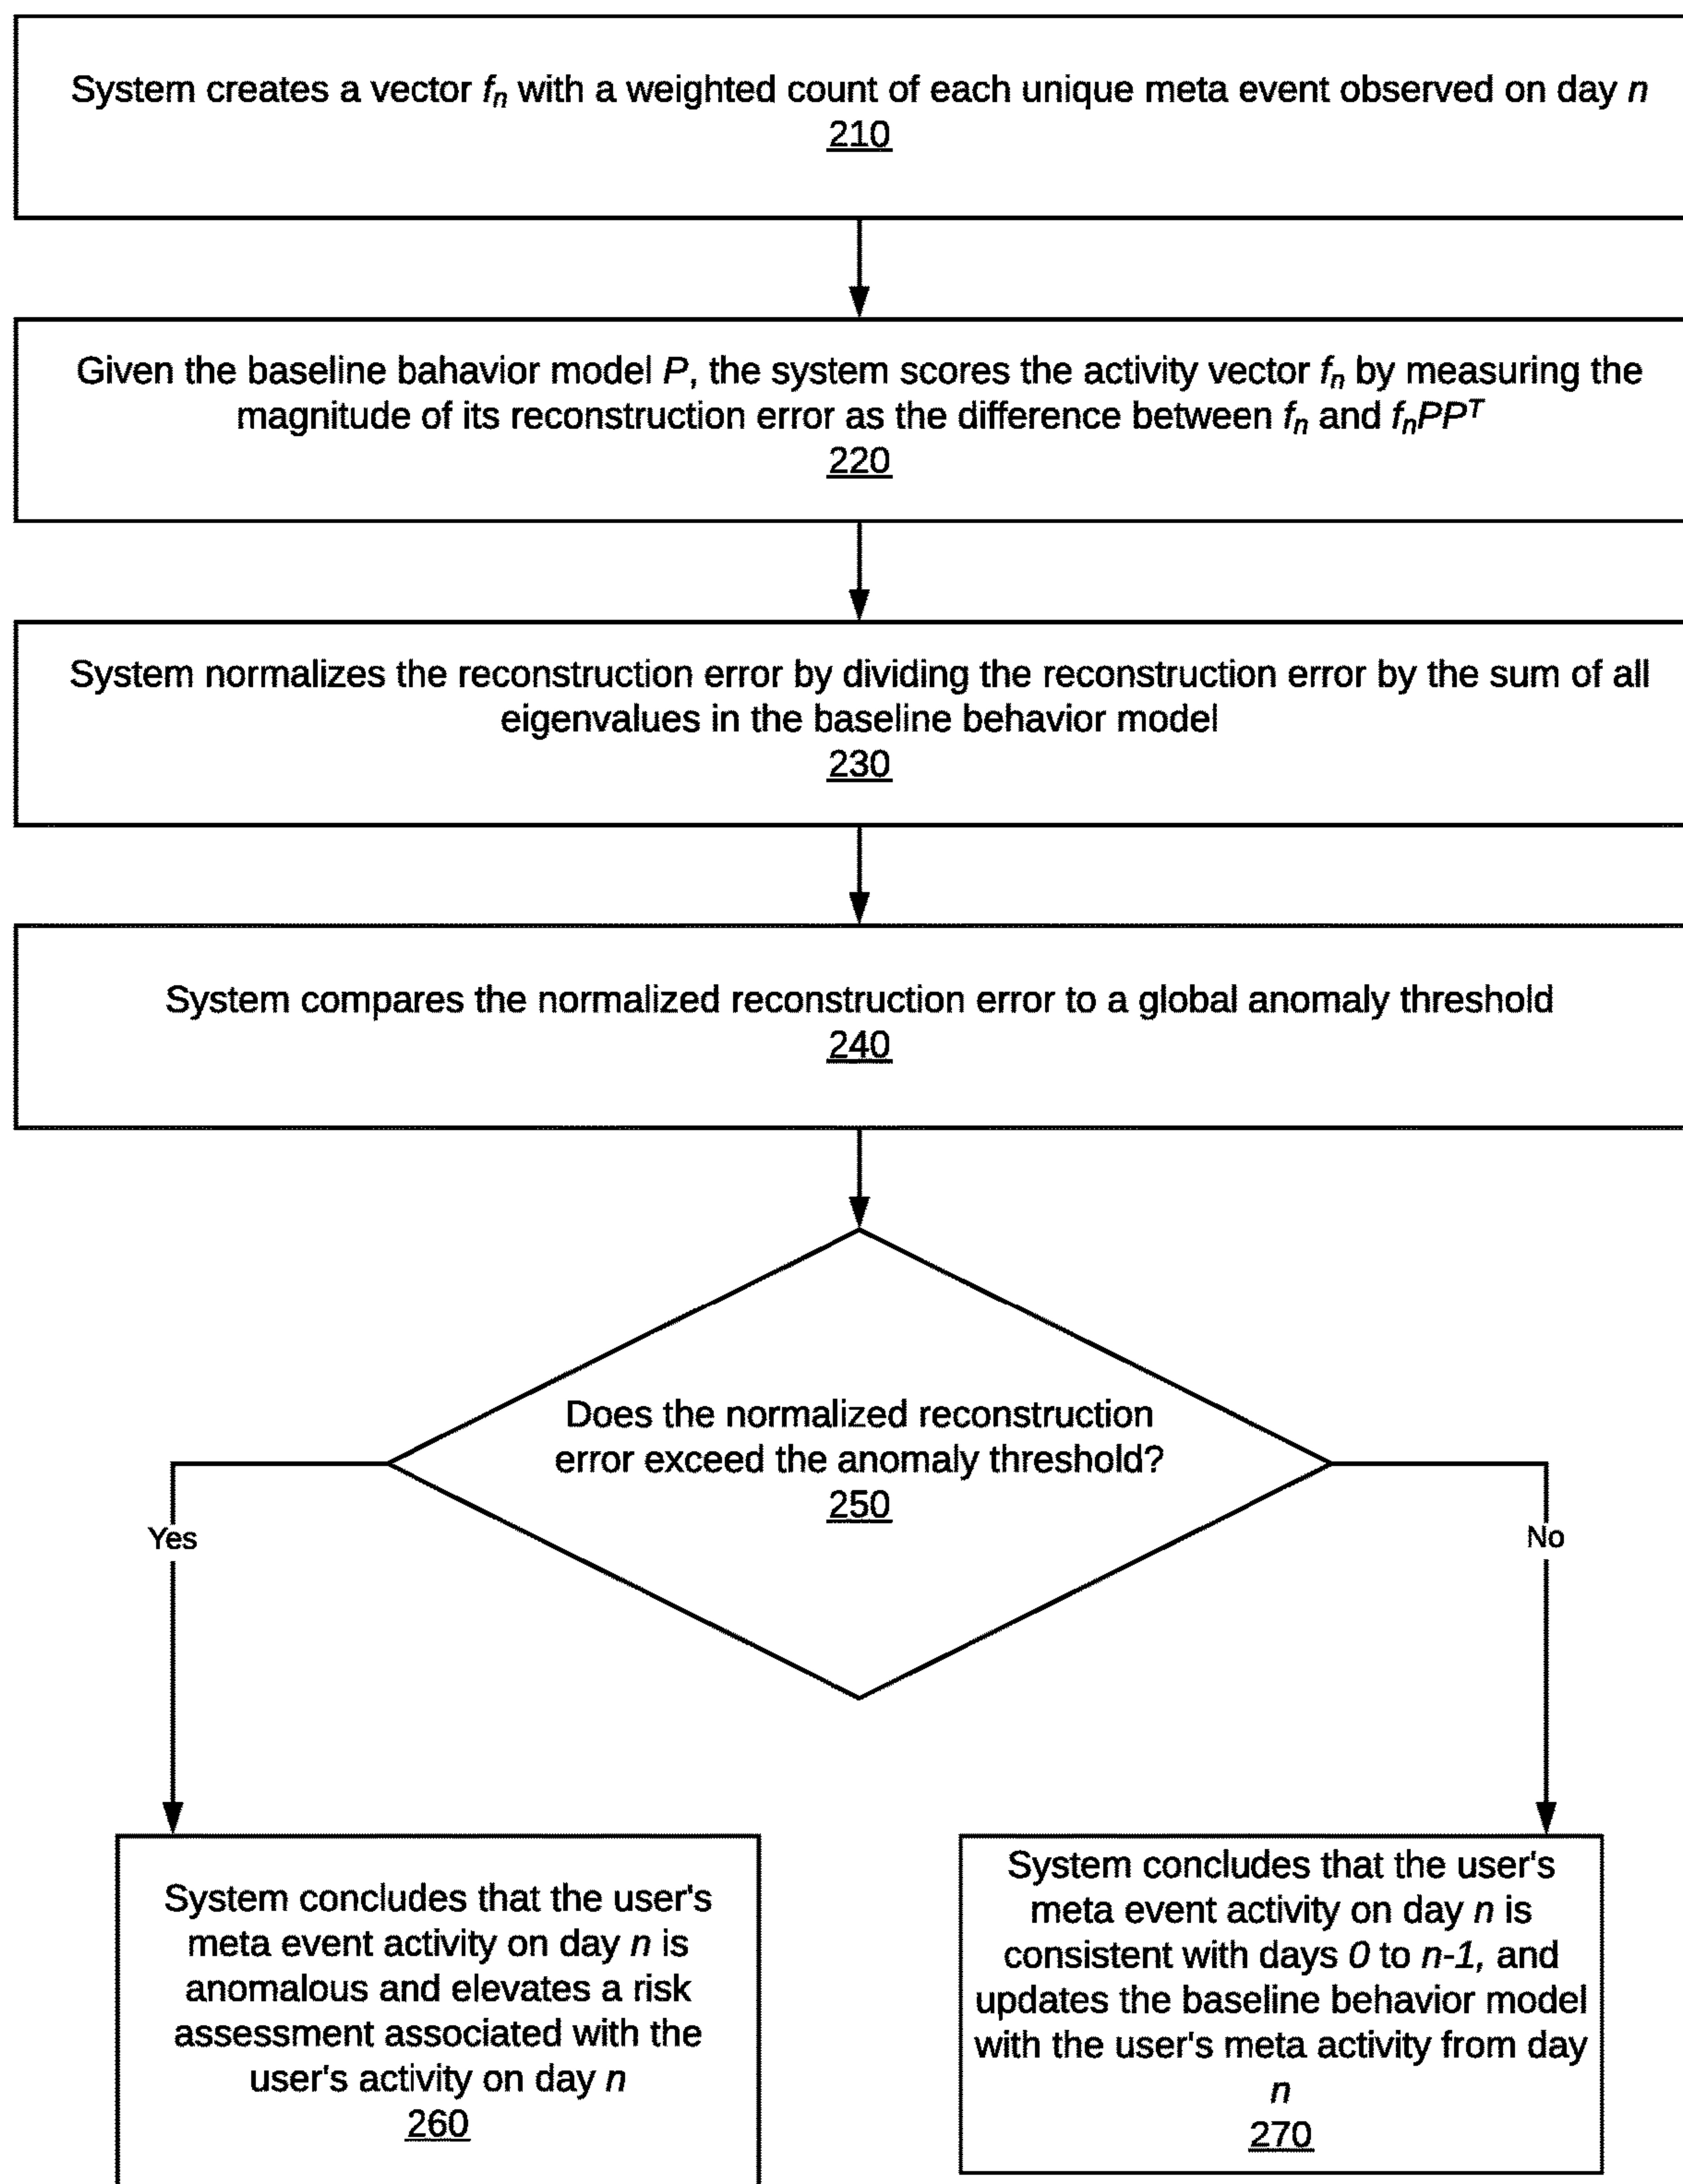 System creates a vector fn with a weighted count of each unique meta event observed on day n
210
Given the baseline bahavior model P, the system scores the activity vector fn by measuring the
magnitude of its reconstruction error as the difference between fn and fnPPT
220
System normalizes the reconstruction error by dividing the reconstruction error by the sum of all
eigenvalues in the baseline behavior model
230
System compares the normalized reconstruction error to a global anomaly threshold
240
Does the normalized reconstruction
error exceed the anomaly threshold?
250
Yes
No
System concludes that the user's
meta event activity on day n is
anomalous and elevates a risk
assessment associated with the
user's activity on day n
260
System concludes that the user's
meta event activity on day n is
consistent with days 0 to n-1, and
updates the baseline behavior model
with the user's meta activity from day
n
270